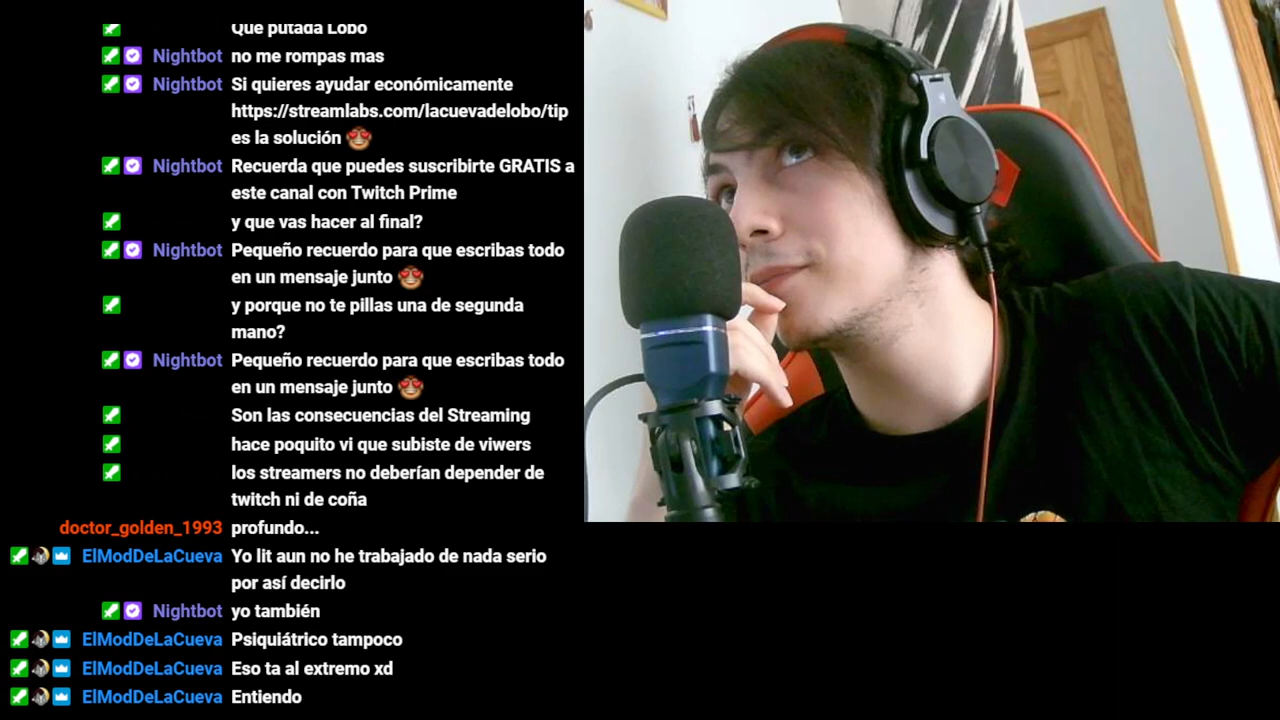 Que putada Lobo
Nightbot no me rompas mas
Nightbot Si quieres ayudar económicamente
https://streamlabs.com/lacuevadelobo/tip
es la solución
Nightbot Recuerda que puedes suscribirte GRATIS a
este canal con Twitch Prime
y que vas hacer al final?
Nightbot Pequeño recuerdo para que escribas todo
en un mensaje junto
y porque no te pillas una de segunda
mano?
Nightbot Pequeño recuerdo para que escribas todo
en un mensaje junto
Son las consecuencias del Streaming
hace poquito vi que subiste de viwers
los streamers no deberían depender de
twitch ni de coña
doctor_golden_1993 profundo...
ElModDeLaCueva Yo lit aun no he trabajado de nada serio
por así decirlo
Nightbot yo también
ElModDeLaCueva Psiquiátrico tampoco
ElModDeLaCueva Eso ta al extremo xd
ElModDeLaCueva Entiendo